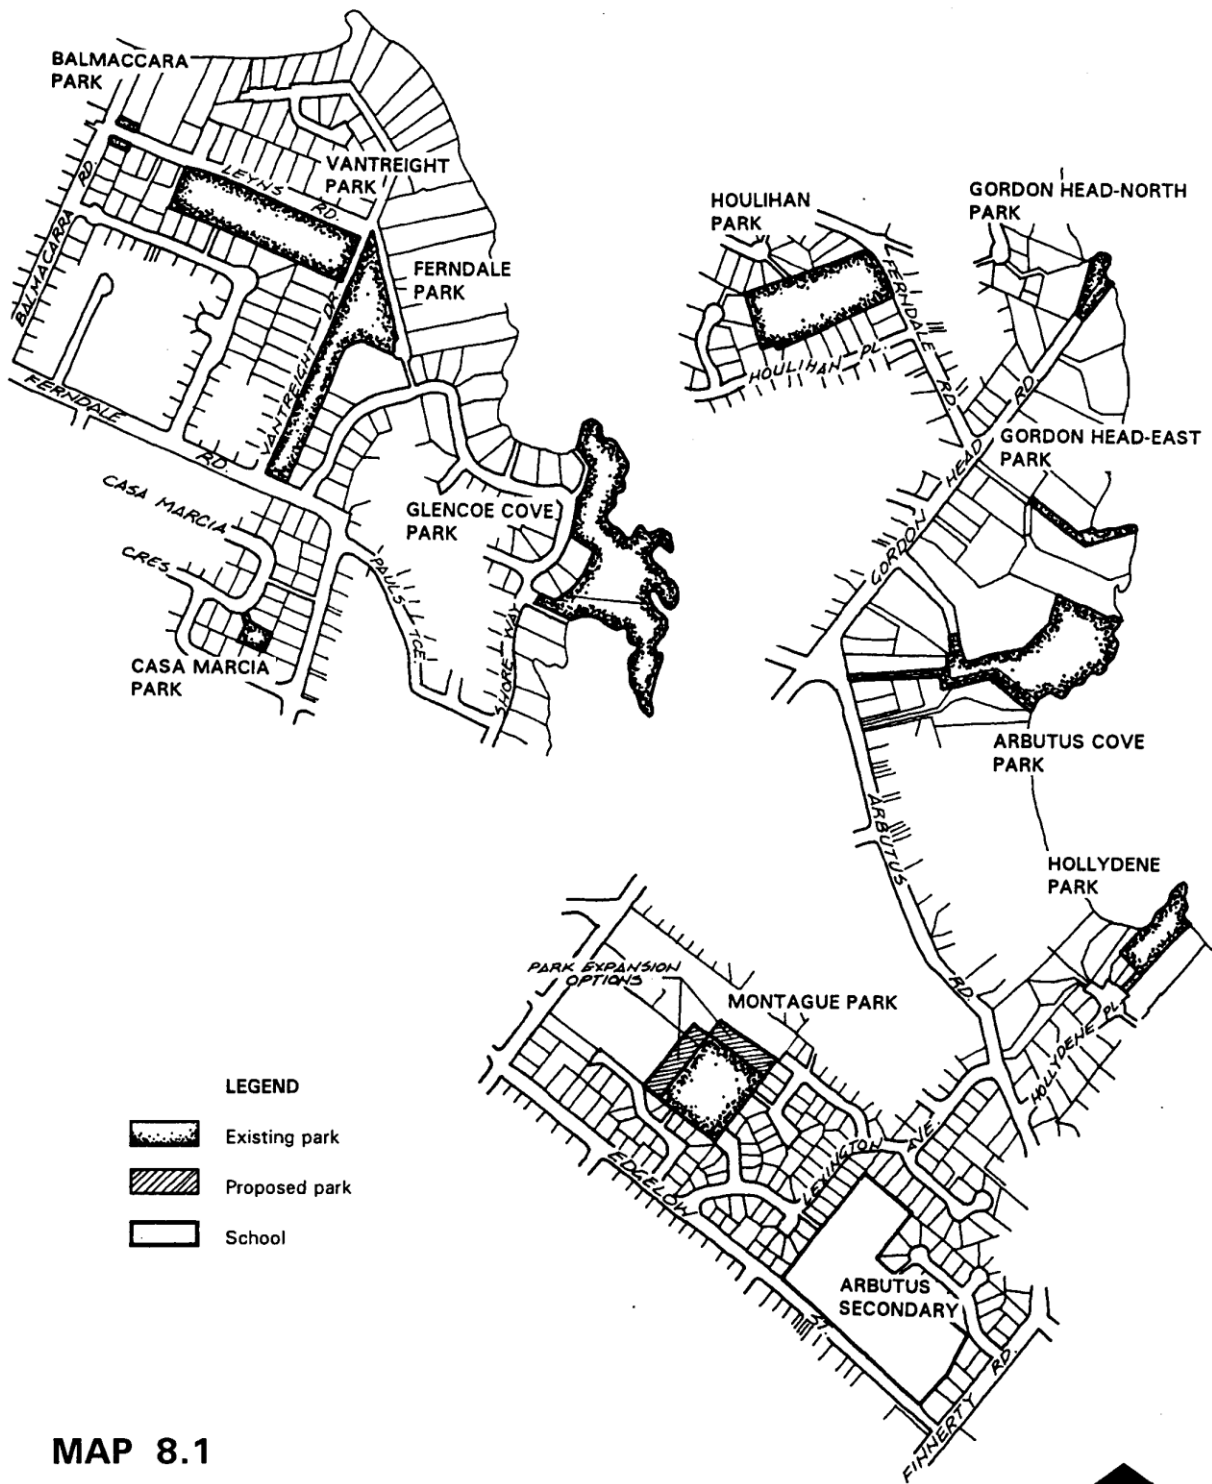 BALMACCARA
PARK
VANTREIGHT
PARK
LEYNS
RD.
BALMACARRA
RD.
FERNDALE
PARK
VANTREIGHT
DR.
FERNDALE
RD.
CASA MARCIA
CRES
GLENCOE COVE
PARK
PAULS
TCE.
SHORE WAY
CASA MARCIA
PARK
HOULIHAN
PARK
GORDON HEAD-NORTH
PARK
FERNDALE
RD.
HOULIHAN PL.
GORDON HEAD RD
GORDON HEAD-EAST
PARK
ARBUTUS COVE
PARK
ARBUTUS
RD.
HOLLYDENE
PARK
HOLLYDENE PL.
PARK EXPANSION
OPTIONS
MONTAGUE PARK
LEXINGTON AVE.
EDGELOW
ST.
ARBUTUS
SECONDARY
FINNERTY RD.
LEGEND
Existing park
Proposed park
School
MAP 8.1